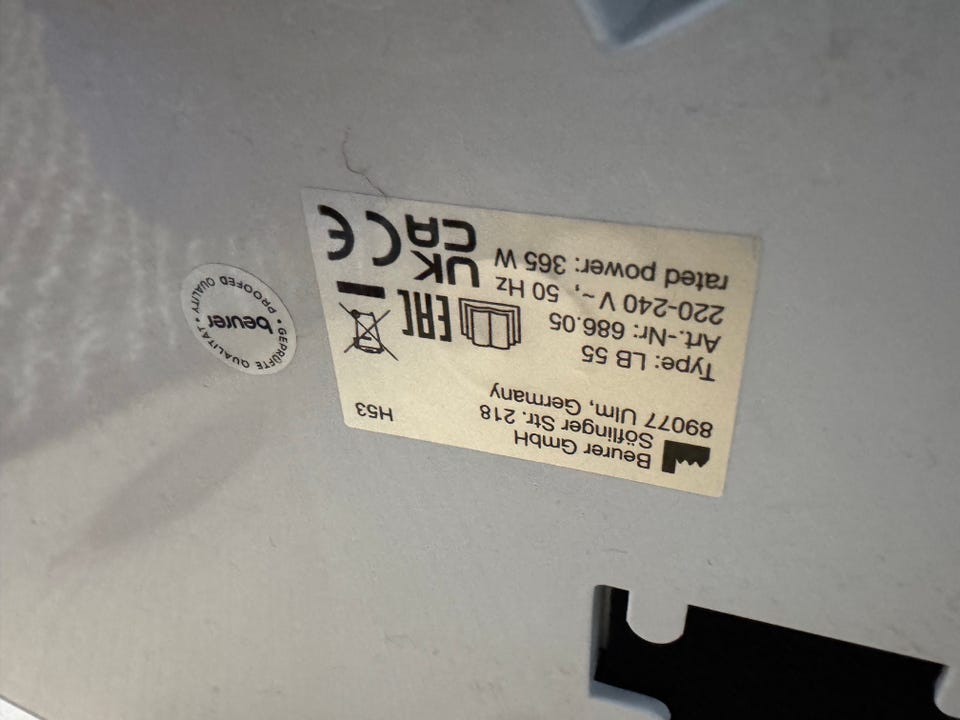 Beurer GmbH
Söflinger Str. 218
89077 Ulm, Germany
H53
Type: LB 55
Art.-Nr: 686.05
220-240 V ~, 50 Hz
rated power: 365 W
EAC
UK
CA
CE
beurer
GEPRÜFTE QUALITÄT • PROOFED QUALITY •